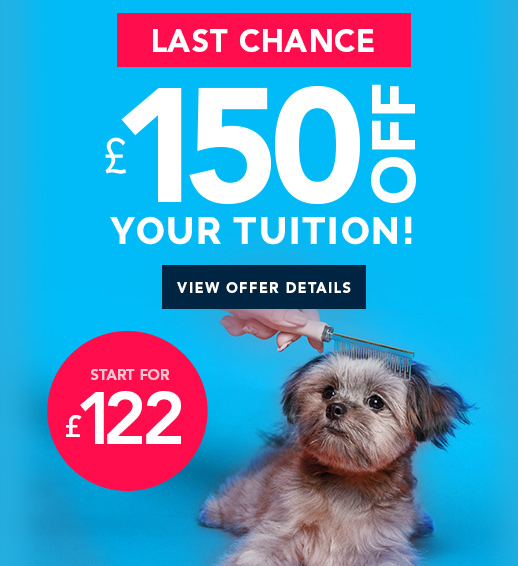 LAST CHANCE
£150 OFF
YOUR TUITION!
VIEW OFFER DETAILS
START FOR
£122